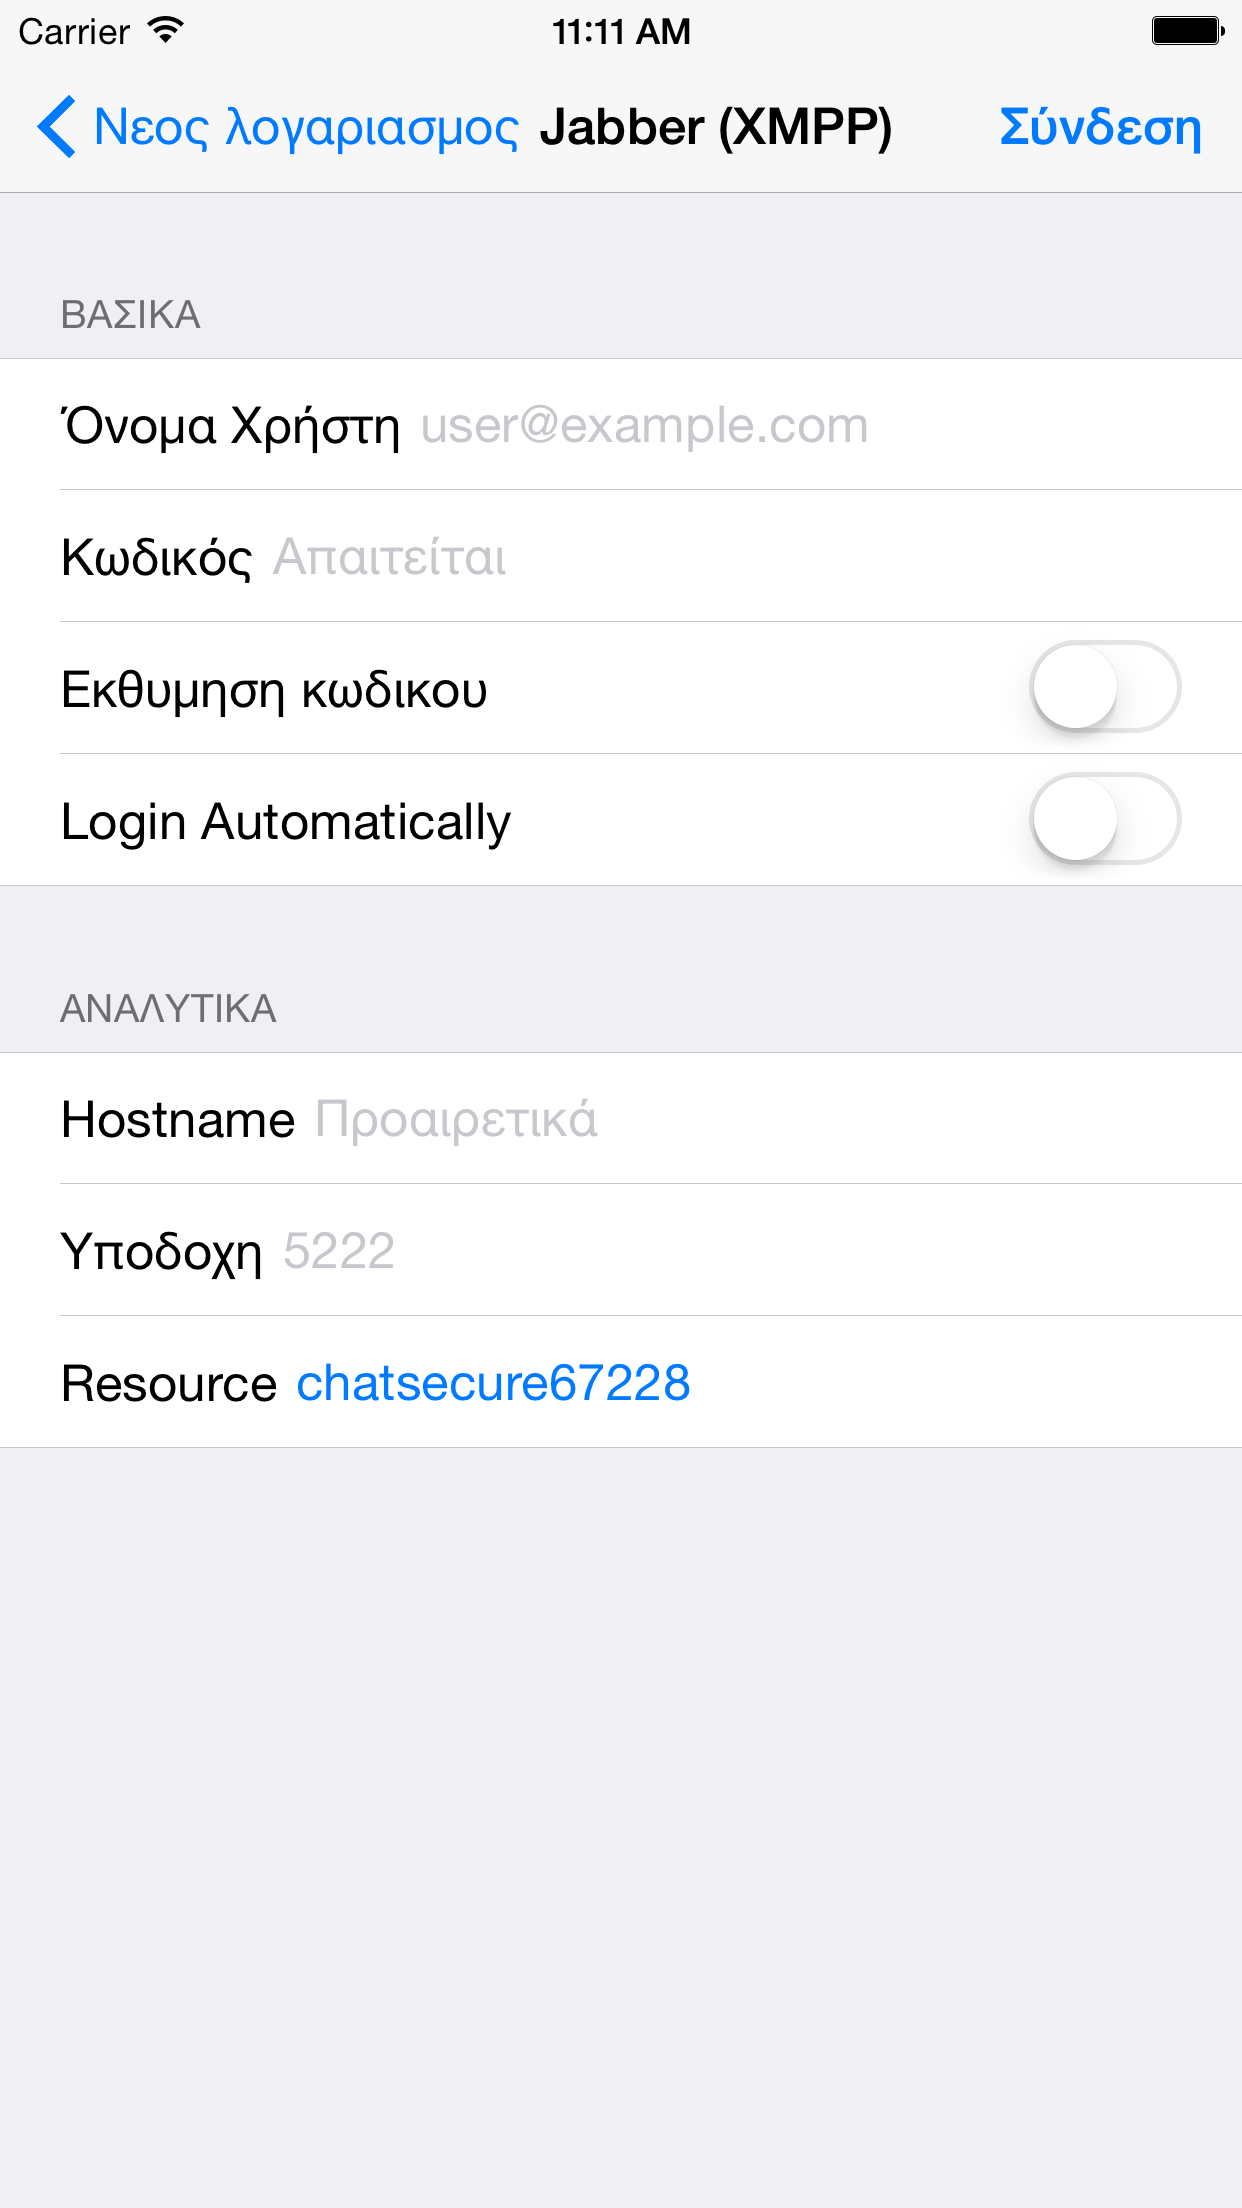 Carrier 11:11 AM
Νεος λογαριασμος Jabber (XMPP) Σύνδεση
ΒΑΣΙΚΑ
Όνομα Χρήστη user@example.com
Κωδικός Απαιτείται
Εκθυμηση κωδικου
Login Automatically
ΑΝΑΛΥΤΙΚΑ
Hostname Προαιρετικά
Υποδοχη 5222
Resource chatsecure67228